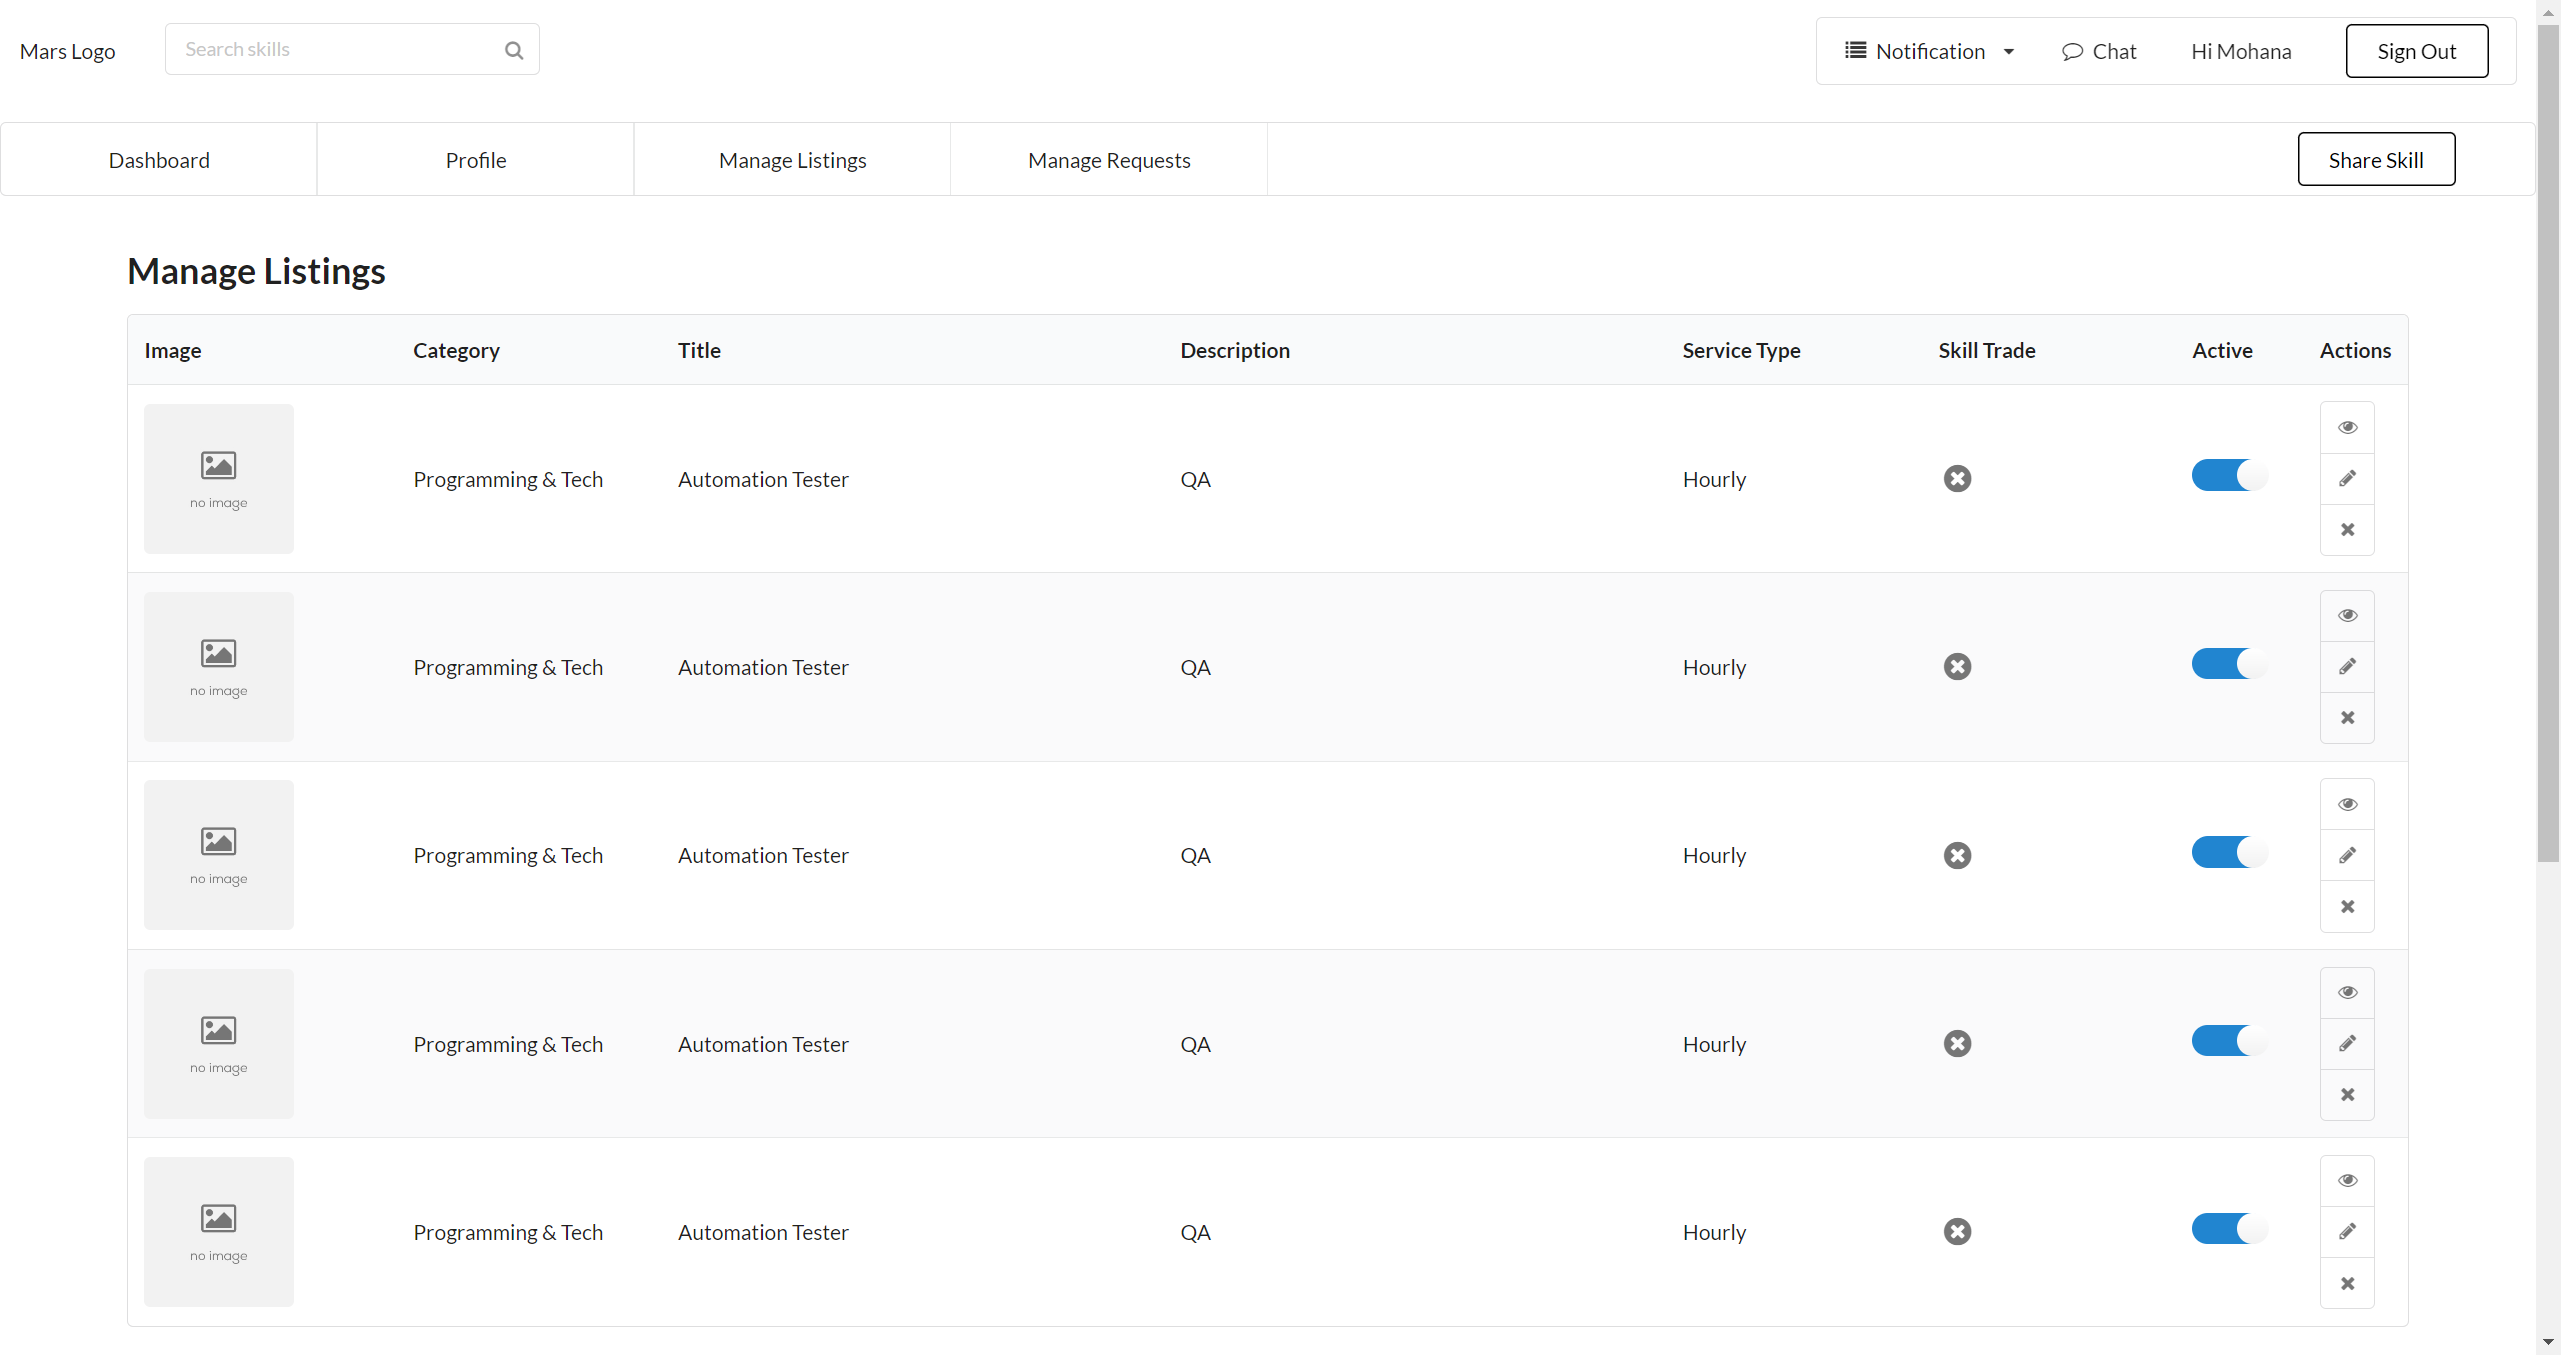 Mars Logo
Search skills
Notification
Chat
Hi Mohana
Sign Out
Dashboard
Profile
Manage Listings
Manage Requests
Share Skill
Manage Listings
Image Category Title Description Service Type Skill Trade Active Actions
no image
Programming & Tech Automation Tester QA Hourly
no image
Programming & Tech Automation Tester QA Hourly
no image
Programming & Tech Automation Tester QA Hourly
no image
Programming & Tech Automation Tester QA Hourly
no image
Programming & Tech Automation Tester QA Hourly